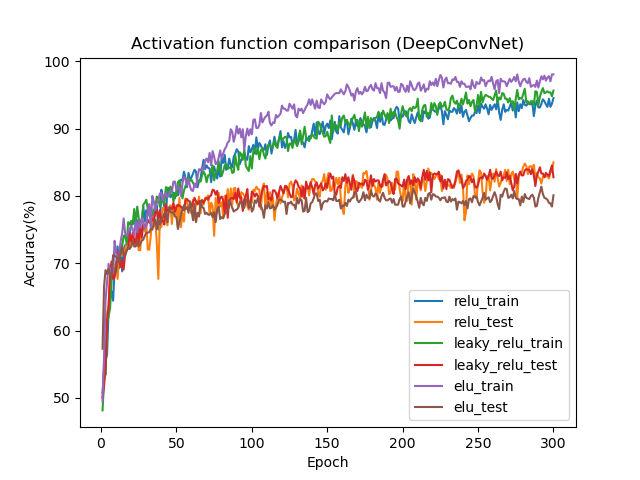 Activation function comparison (DeepConvNet)
100
90
80
70
60
50
Accuracy(%)
0 50 100 150 200 250 300
Epoch
relu_train
relu_test
leaky_relu_train
leaky_relu_test
elu_train
elu_test